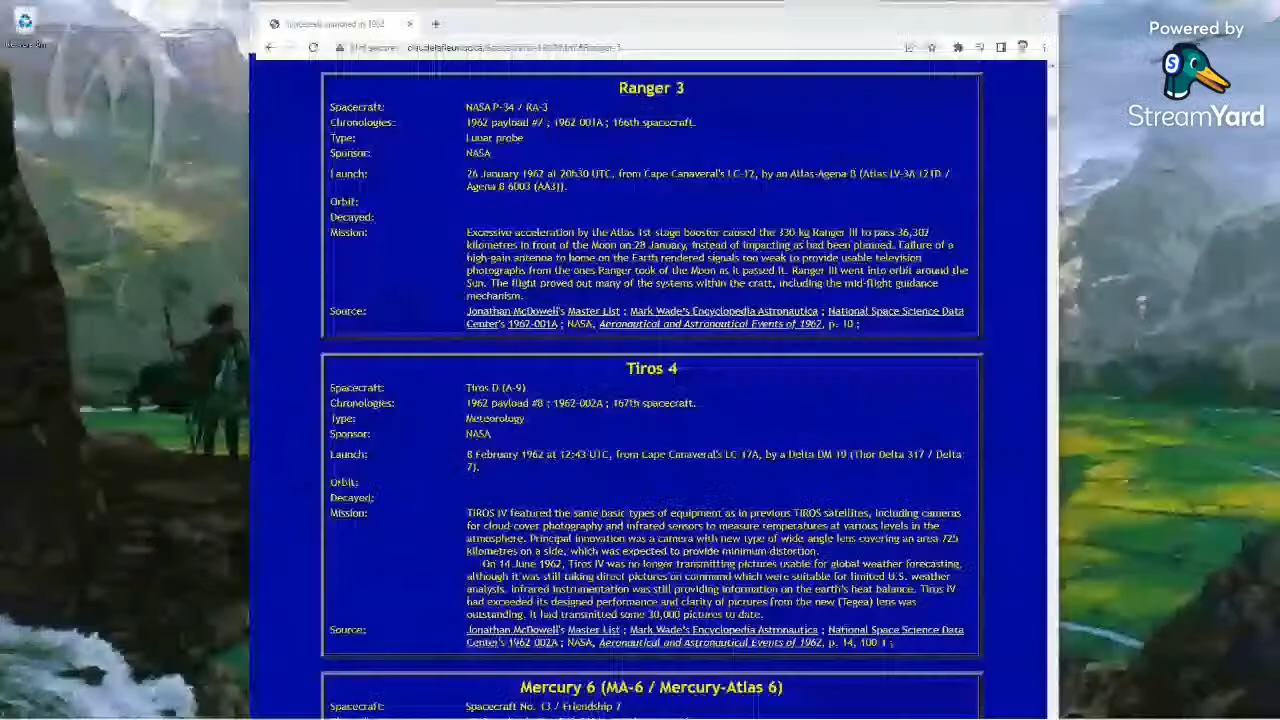 Powered by
StreamYard
Ranger 3
Spacecraft: NASA P-34 / RA-3
Chronologies: 1962 payload #7 ; 1962-001A ; 166th spacecraft.
Type: Lunar probe
Sponsor: NASA
Launch: 26 January 1962 at 20h30 UTC, from Cape Canaveral's LC-12, by an Atlas-Agena B (Atlas LV-3A 121D /
Agena B 6003 (AA3)).
Orbit:
Decayed:
Mission: Excessive acceleration by the Atlas 1st stage booster caused the 330-kg Ranger III to pass 36,302
kilometres in front of the Moon on 28 January, instead of impacting as had been planned. Failure of a
high-gain antenna to home on the Earth rendered signals too weak to provide usable television
photographs from the ones Ranger took of the Moon as it passed it. Ranger III went into orbit around the
Sun. The flight proved out many of the systems within the craft, including the mid-flight guidance
mechanism.
Source: Jonathan McDowell's Master List ; Mark Wade's Encyclopedia Astronautica ; National Space Science Data
Center's 1962-001A ; NASA, Aeronautical and Astronautical Events of 1962, p. 10 ;
Tiros 4
Spacecraft: Tiros D (A-9)
Chronologies: 1962 payload #8 ; 1962-002A ; 167th spacecraft.
Type: Meteorology
Sponsor: NASA
Launch: 8 February 1962 at 12:43 UTC, from Cape Canaveral's LC-17A, by a Delta DM-19 (Thor Delta 317 / Delta
7).
Orbit:
Decayed:
Mission: TIROS IV featured the same basic types of equipment as in previous TIROS satellites, including cameras
for cloud cover photography and infrared sensors to measure temperatures at various levels in the
atmosphere. Principal innovation was a camera with new type of wide angle lens covering an area 725
kilometres on a side, which was expected to provide minimum distortion.
On 14 June 1962, Tiros IV was no longer transmitting pictures usable for global weather forecasting,
although it was still taking direct pictures on command which were suitable for limited U.S. weather
analysis. Infrared instrumentation was still providing information on the earth's heat balance. Tiros IV
had exceeded its designed performance and clarity of pictures from the new (Tegea) lens was
outstanding. It had transmitted some 30,000 pictures to date.
Source: Jonathan McDowell's Master List ; Mark Wade's Encyclopedia Astronautica ; National Space Science Data
Center's 1962-002A ; NASA, Aeronautical and Astronautical Events of 1962, p. 14, 100-1 ;
Mercury 6 (MA-6 / Mercury-Atlas 6)
Spacecraft: Spacecraft No. 13 / Friendship 7